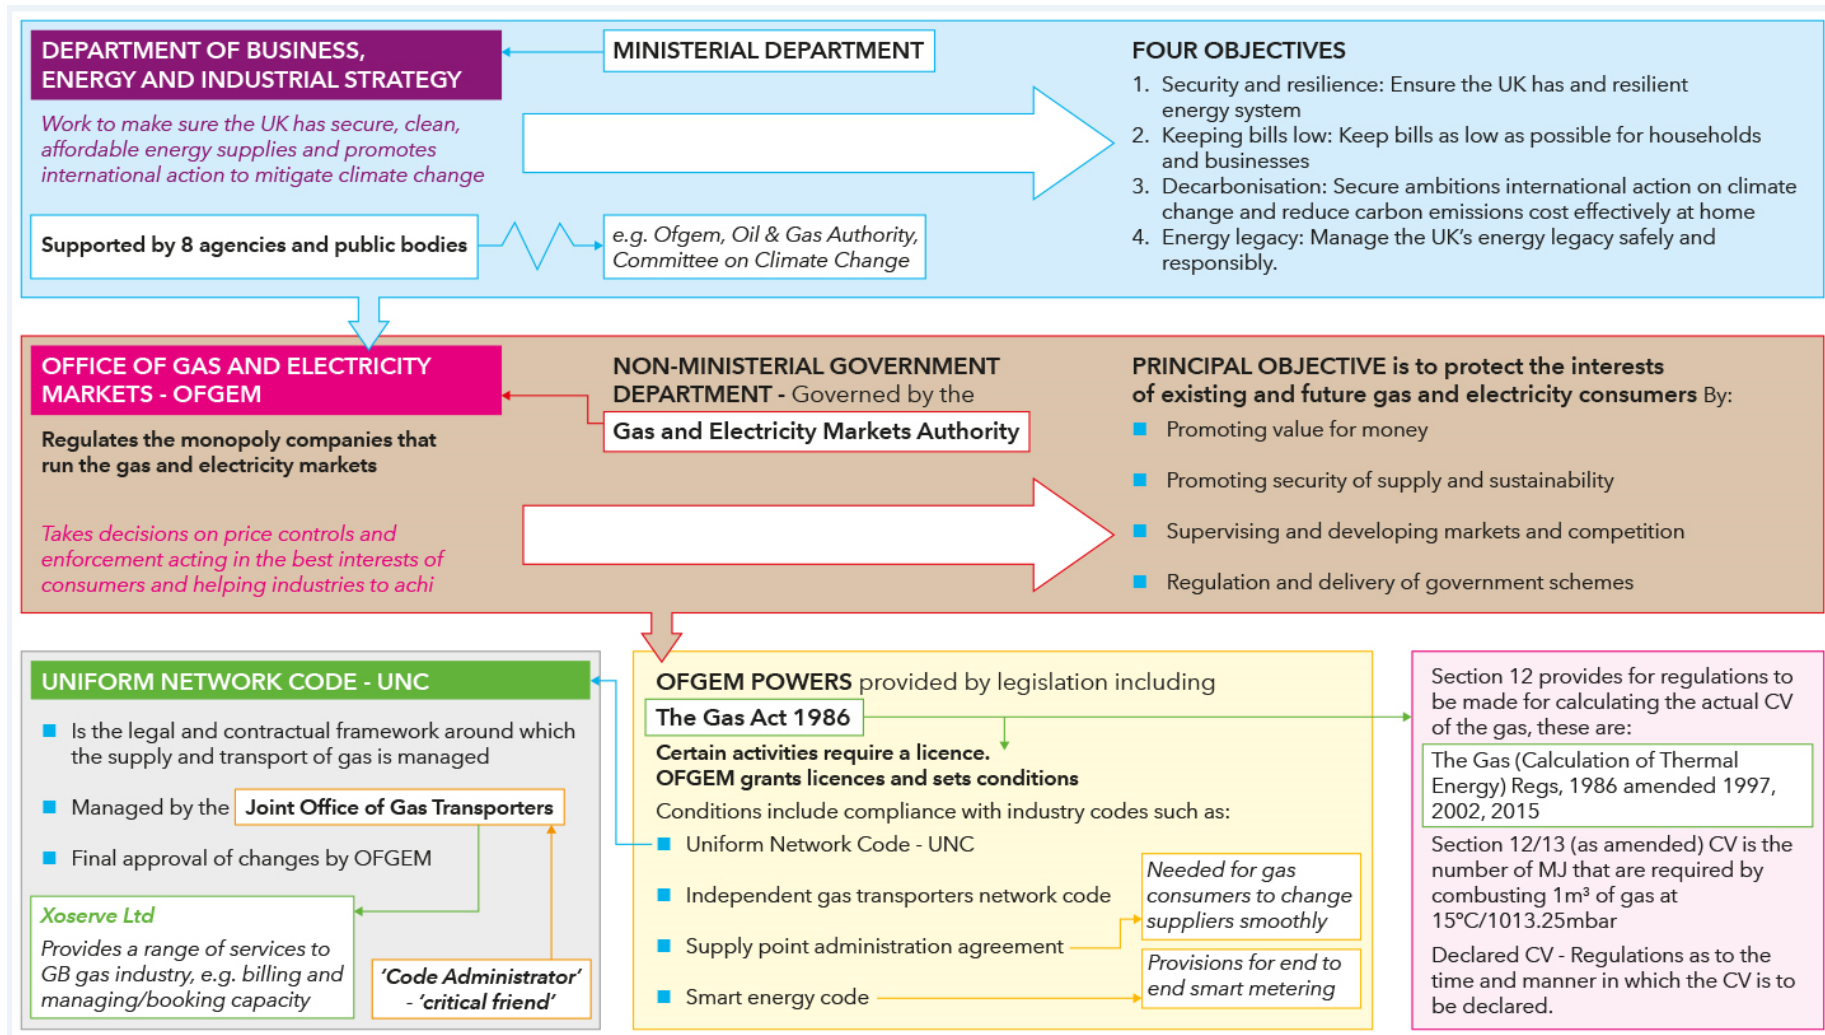 DEPARTMENT OF BUSINESS,
ENERGY AND INDUSTRIAL STRATEGY
Work to make sure the UK has secure, clean,
affordable energy supplies and promotes
international action to mitigate climate change
Supported by 8 agencies and public bodies
MINISTERIAL DEPARTMENT
e.g. Ofgem, Oil & Gas Authority,
Committee on Climate Change
FOUR OBJECTIVES
1. Security and resilience: Ensure the UK has and resilient
energy system
2. Keeping bills low: Keep bills as low as possible for households
and businesses
3. Decarbonisation: Secure ambitions international action on climate
change and reduce carbon emissions cost effectively at home
4. Energy legacy: Manage the UK's energy legacy safely and
responsibly.
OFFICE OF GAS AND ELECTRICITY
MARKETS - OFGEM
Regulates the monopoly companies that
run the gas and electricity markets
Takes decisions on price controls and
enforcement acting in the best interests of
consumers and helping industries to achi
NON-MINISTERIAL GOVERNMENT
DEPARTMENT - Governed by the
Gas and Electricity Markets Authority
PRINCIPAL OBJECTIVE is to protect the interests
of existing and future gas and electricity consumers By:
Promoting value for money
Promoting security of supply and sustainability
Supervising and developing markets and competition
Regulation and delivery of government schemes
UNIFORM NETWORK CODE - UNC
Is the legal and contractual framework around which
the supply and transport of gas is managed
Managed by the Joint Office of Gas Transporters
Final approval of changes by OFGEM
Xoserve Ltd
Provides a range of services to
GB gas industry, e.g. billing and
managing/booking capacity
'Code Administrator'
- 'critical friend'
OFGEM POWERS provided by legislation including
The Gas Act 1986
Certain activities require a licence.
OFGEM grants licences and sets conditions
Conditions include compliance with industry codes such as:
Uniform Network Code - UNC
Independent gas transporters network code
Supply point administration agreement
Smart energy code
Needed for gas
consumers to change
suppliers smoothly
Provisions for end to
end smart metering
Section 12 provides for regulations to
be made for calculating the actual CV
of the gas, these are:
The Gas (Calculation of Thermal
Energy) Regs, 1986 amended 1997,
2002, 2015
Section 12/13 (as amended) CV is the
number of MJ that are required by
combusting 1m³ of gas at
15ºC/1013.25mbar
Declared CV - Regulations as to the
time and manner in which the CV is to
be declared.